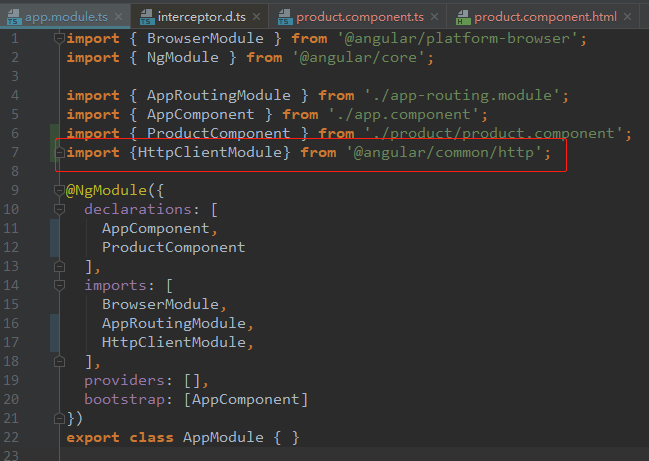 app.module.ts × interceptor.d.ts × product.component.ts × product.component.html ×
1 import { BrowserModule } from '@angular/platform-browser';
2 import { NgModule } from '@angular/core';
3
4 import { AppRoutingModule } from './app-routing.module';
5 import { AppComponent } from './app.component';
6 import { ProductComponent } from './product/product.component';
7 import {HttpClientModule} from '@angular/common/http';
8
9 @NgModule({
10   declarations: [
11     AppComponent,
12     ProductComponent
13   ],
14   imports: [
15     BrowserModule,
16     AppRoutingModule,
17     HttpClientModule,
18   ],
19   providers: [],
20   bootstrap: [AppComponent]
21 })
22 export class AppModule { }
23